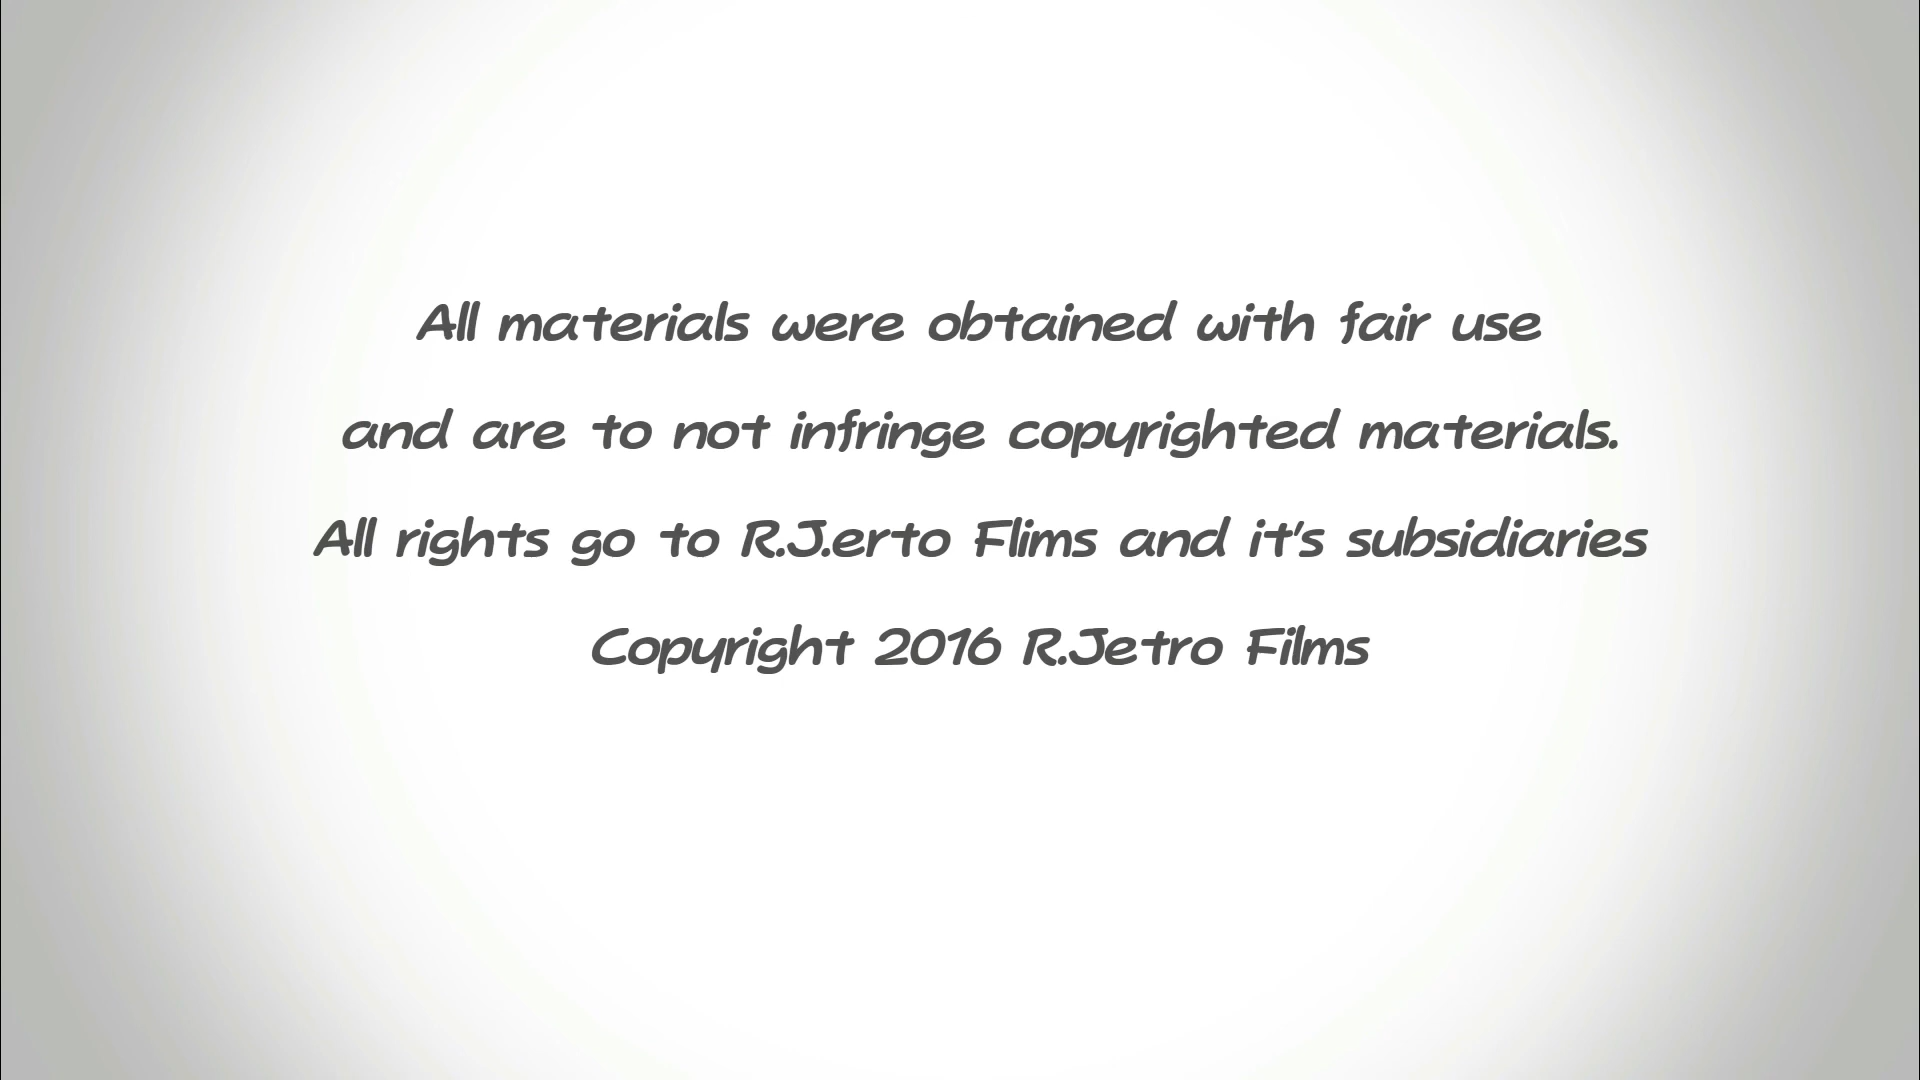 All materials were obtained with fair use
and are to not infringe copyrighted materials.
All rights go to R.J.erto Flims and it's subsidiaries
Copyright 2016 R.Jetro Films